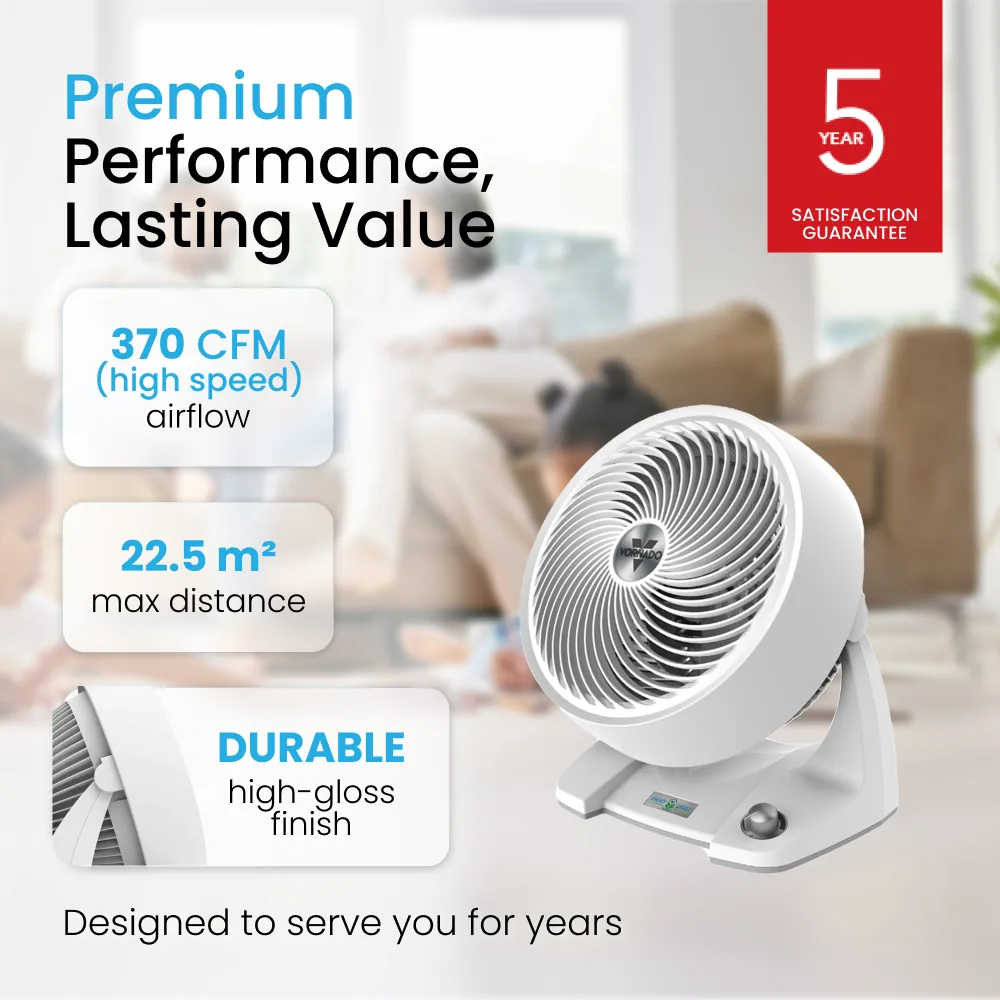 Premium
Performance,
Lasting Value
5
YEAR
SATISFACTION
GUARANTEE
370 CFM
(high speed)
airflow
22.5 m²
max distance
VORNADO
DURABLE
high-gloss
finish
Designed to serve you for years